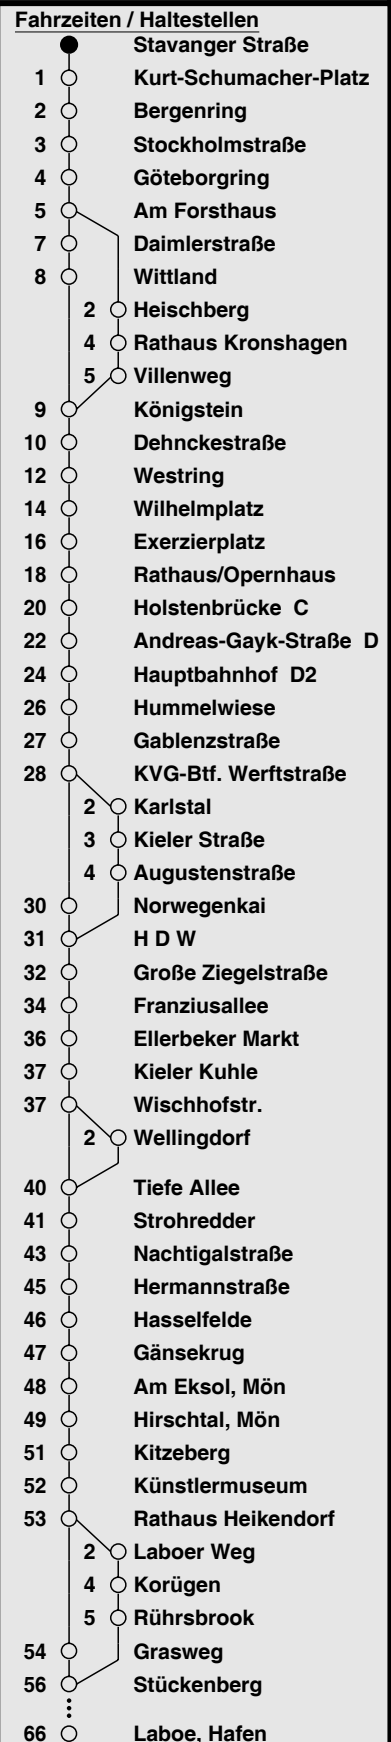 Fahrzeiten / Haltestellen
Stavanger Straße
1 Kurt-Schumacher-Platz
2 Bergenring
3 Stockholmstraße
4 Göteborgring
5 Am Forsthaus
7 Daimlerstraße
8 Wittland
2 Heischberg
4 Rathaus Kronshagen
5 Villenweg
9 Königstein
10 Dehnckestraße
12 Westring
14 Wilhelmplatz
16 Exerzierplatz
18 Rathaus/Opernhaus
20 Holstenbrücke C
22 Andreas-Gayk-Straße D
24 Hauptbahnhof D2
26 Hummelwiese
27 Gablenzstraße
28 KVG-Btf. Werftstraße
2 Karlstal
3 Kieler Straße
4 Augustenstraße
30 Norwegenkai
31 H D W
32 Große Ziegelstraße
34 Franziusallee
36 Ellerbeker Markt
37 Kieler Kuhle
37 Wischhofstr.
2 Wellingdorf
40 Tiefe Allee
41 Strohredder
43 Nachtigalstraße
45 Hermannstraße
46 Hasselfelde
47 Gänsekrug
48 Am Eksol, Mön
49 Hirschtal, Mön
51 Kitzeberg
52 Künstlermuseum
53 Rathaus Heikendorf
2 Laboer Weg
4 Korügen
5 Rührsbrook
54 Grasweg
56 Stückenberg
66 Laboe, Hafen